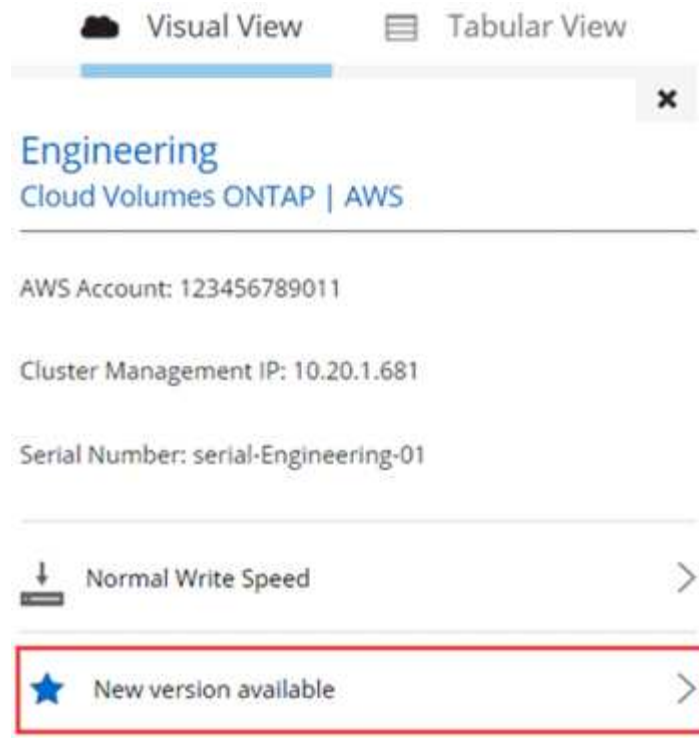 Visual View Tabular View
Engineering
Cloud Volumes ONTAP | AWS
AWS Account: 123456789011
Cluster Management IP: 10.20.1.681
Serial Number: serial-Engineering-01
Normal Write Speed
New version available